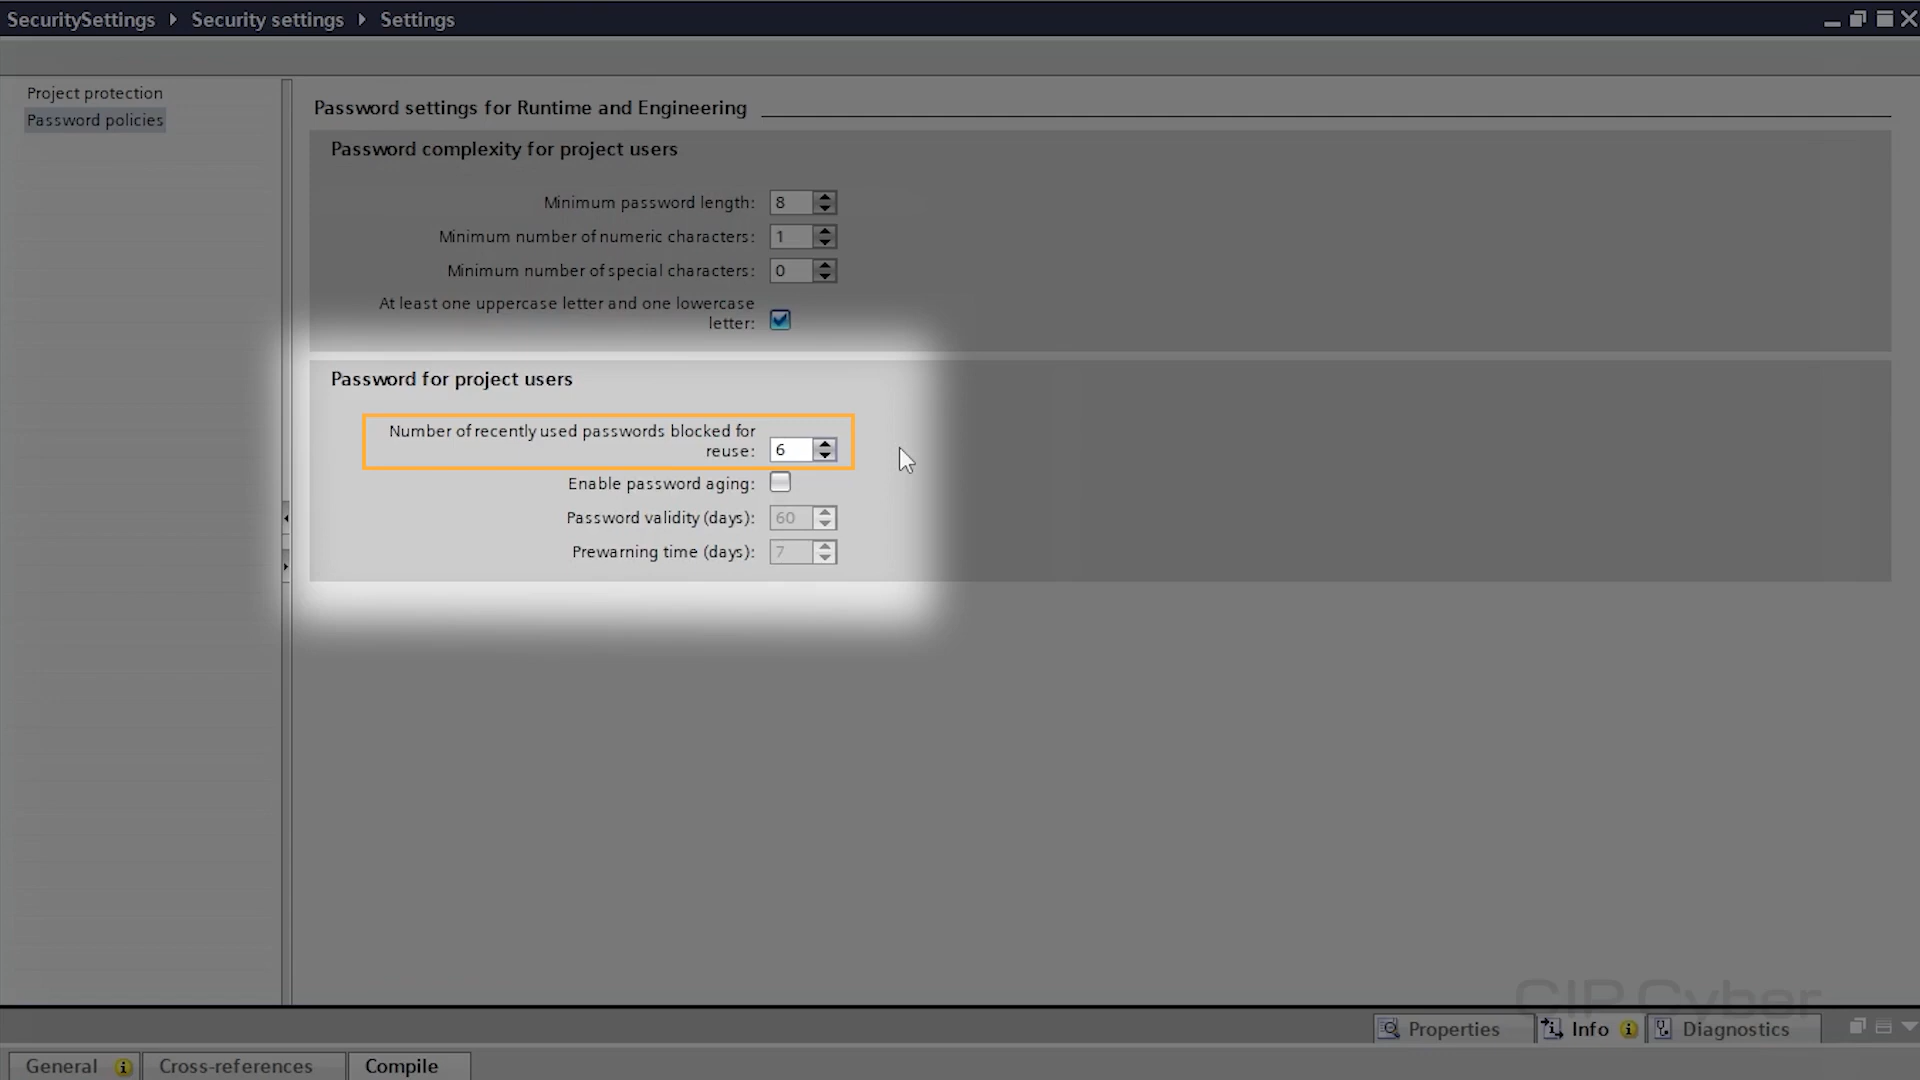 SecuritySettings ▸ Security settings ▸ Settings
Project protection
Password policies
Password settings for Runtime and Engineering
Password complexity for project users
Minimum password length: 8
Minimum number of numeric characters: 1
Minimum number of special characters: 0
At least one uppercase letter and one lowercase
letter:
Password for project users
Number of recently used passwords blocked for
reuse: 6
Enable password aging:
Password validity (days): 60
Prewarning time (days): 7
CIP Cyber
Properties Info Diagnostics
General Cross-references Compile